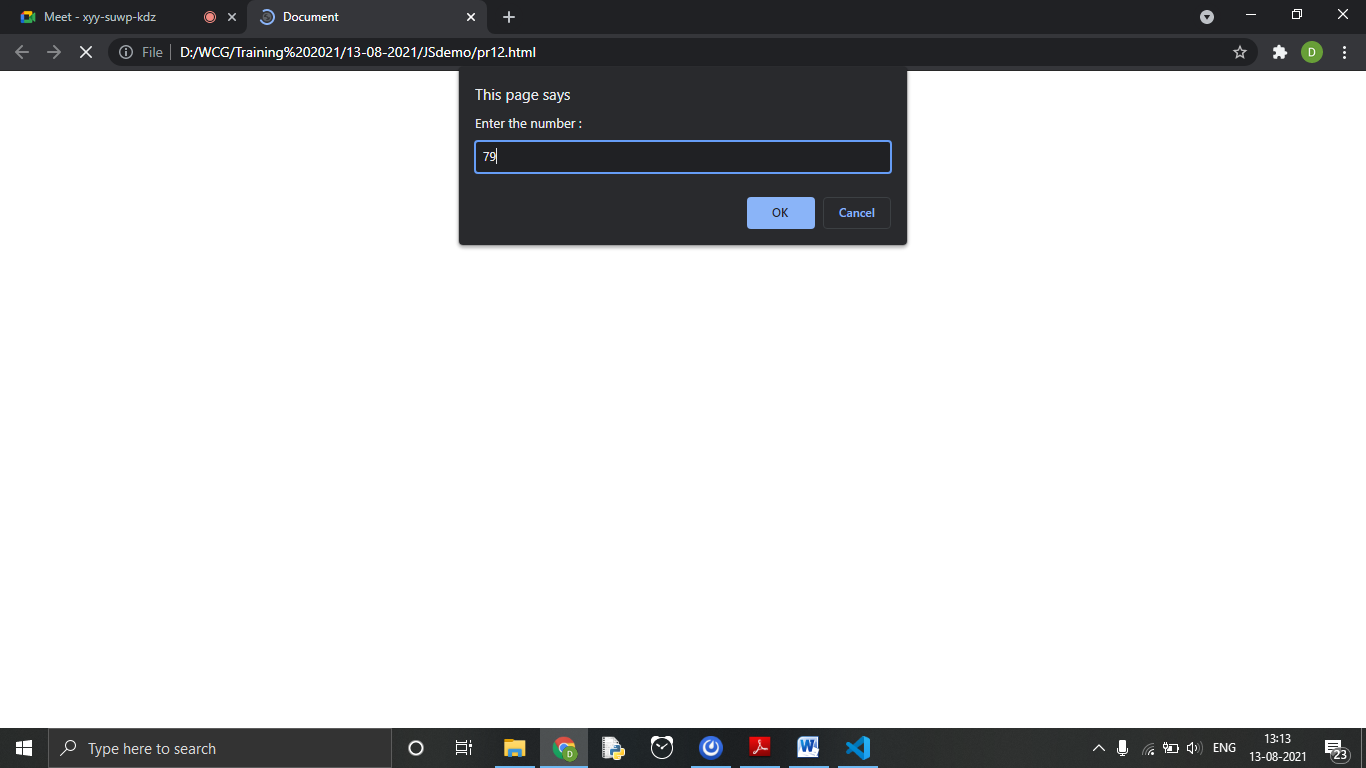 Meet - xyy-suwp-kdz
Document
File
D:/WCG/Training%202021/13-08-2021/JSdemo/pr12.html
D
This page says
Enter the number :
79
OK
Cancel
Type here to search
D
W
ENG
13:13
13-08-2021
23